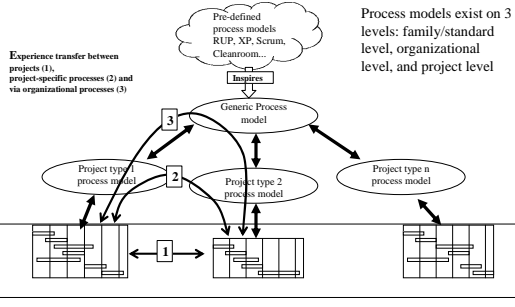 Pre-defined
process models
RUP, XP, Scrum,
Cleanroom...
Process models exist on 3
levels: family/standard
level, organizational
level, and project level
Experience transfer between
projects (1),
project-specific processes (2) and
via organizational processes (3)
Inspires
Generic Process
model
3
Project type 1
process model
2
Project type 2
process model
Project type n
process model
1